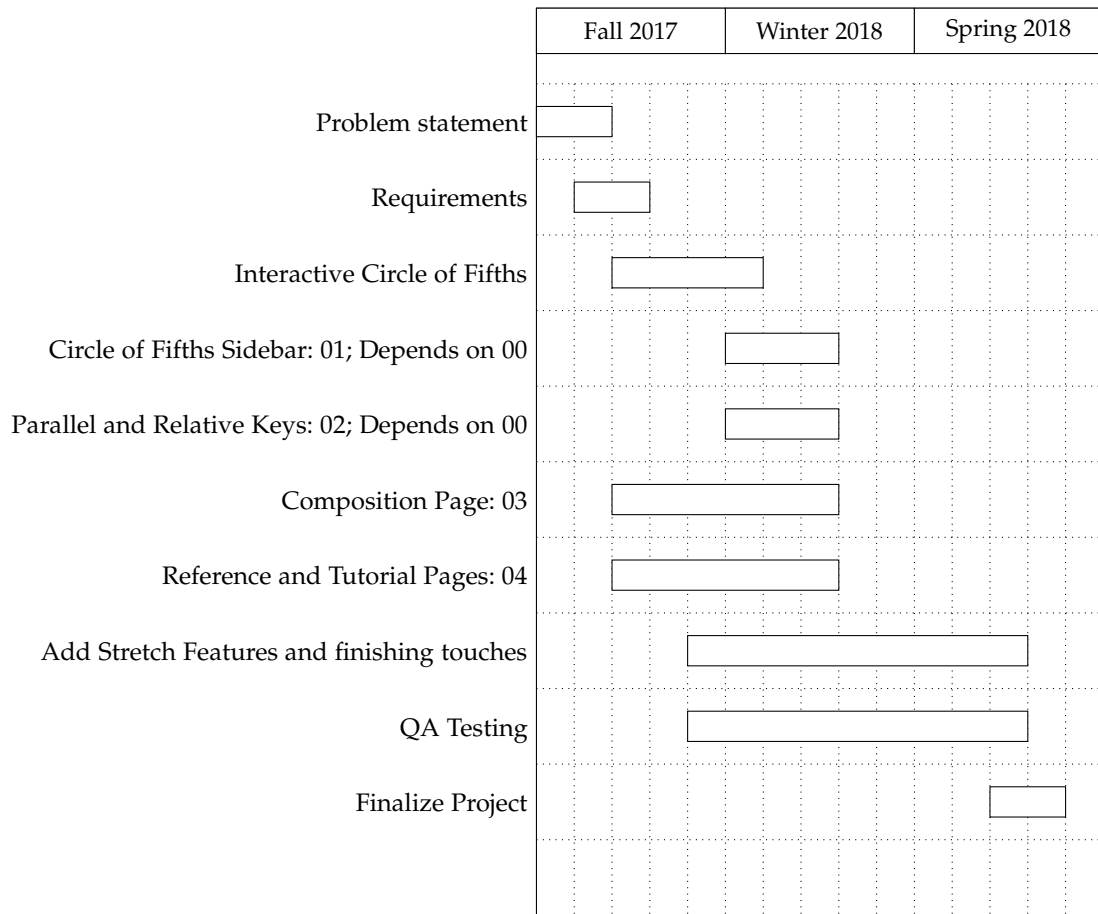 Fall 2017 Winter 2018 Spring 2018
Problem statement
Requirements
Interactive Circle of Fifths
Circle of Fifths Sidebar: 01; Depends on 00
Parallel and Relative Keys: 02; Depends on 00
Composition Page: 03
Reference and Tutorial Pages: 04
Add Stretch Features and finishing touches
QA Testing
Finalize Project